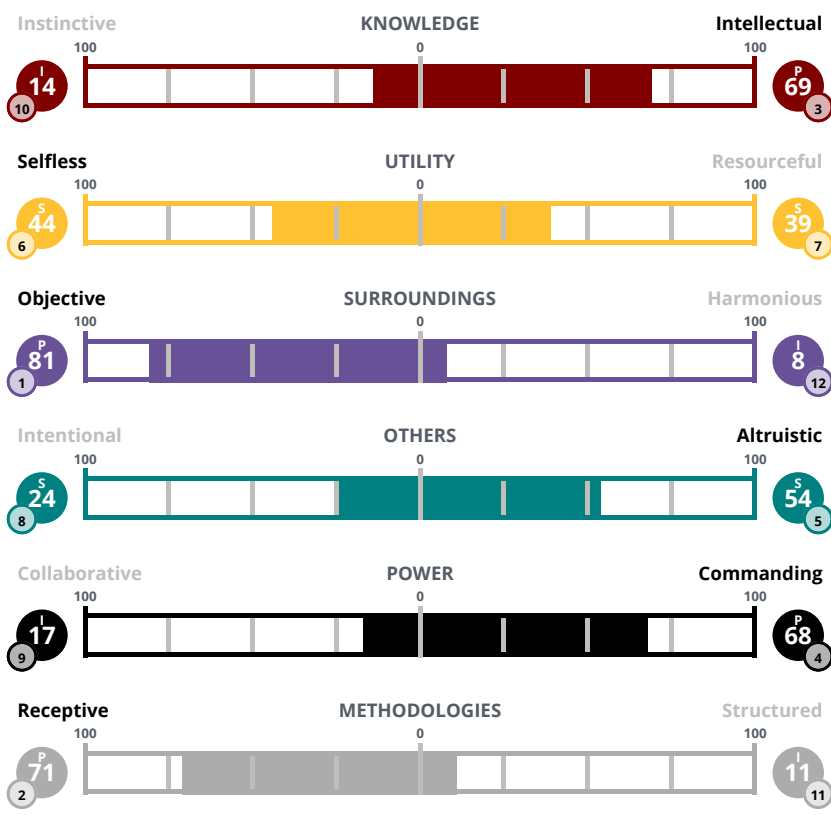 Instinctive KNOWLEDGE Intellectual
100 0 100
I P
14 69
10 3
Selfless UTILITY Resourceful
100 0 100
S S
44 39
6 7
Objective SURROUNDINGS Harmonious
100 0 100
P I
81 8
1 12
Intentional OTHERS Altruistic
100 0 100
S S
24 54
8 5
Collaborative POWER Commanding
100 0 100
I P
17 68
9 4
Receptive METHODOLOGIES Structured
100 0 100
P I
71 11
2 11